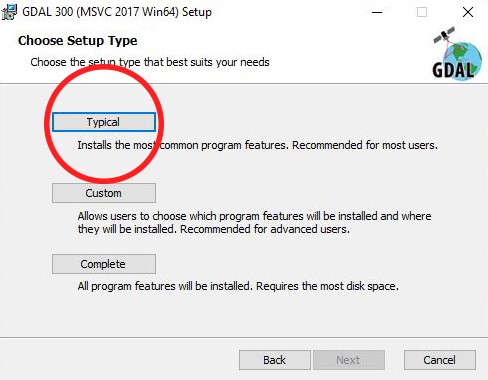 GDAL 300 (MSVC 2017 Win64) Setup
Choose Setup Type
Choose the setup type that best suits your needs
GDAL
Typical
Installs the most common program features. Recommended for most users.
Custom
Allows users to choose which program features will be installed and where
they will be installed. Recommended for advanced users.
Complete
All program features will be installed. Requires the most disk space.
Back
Next
Cancel